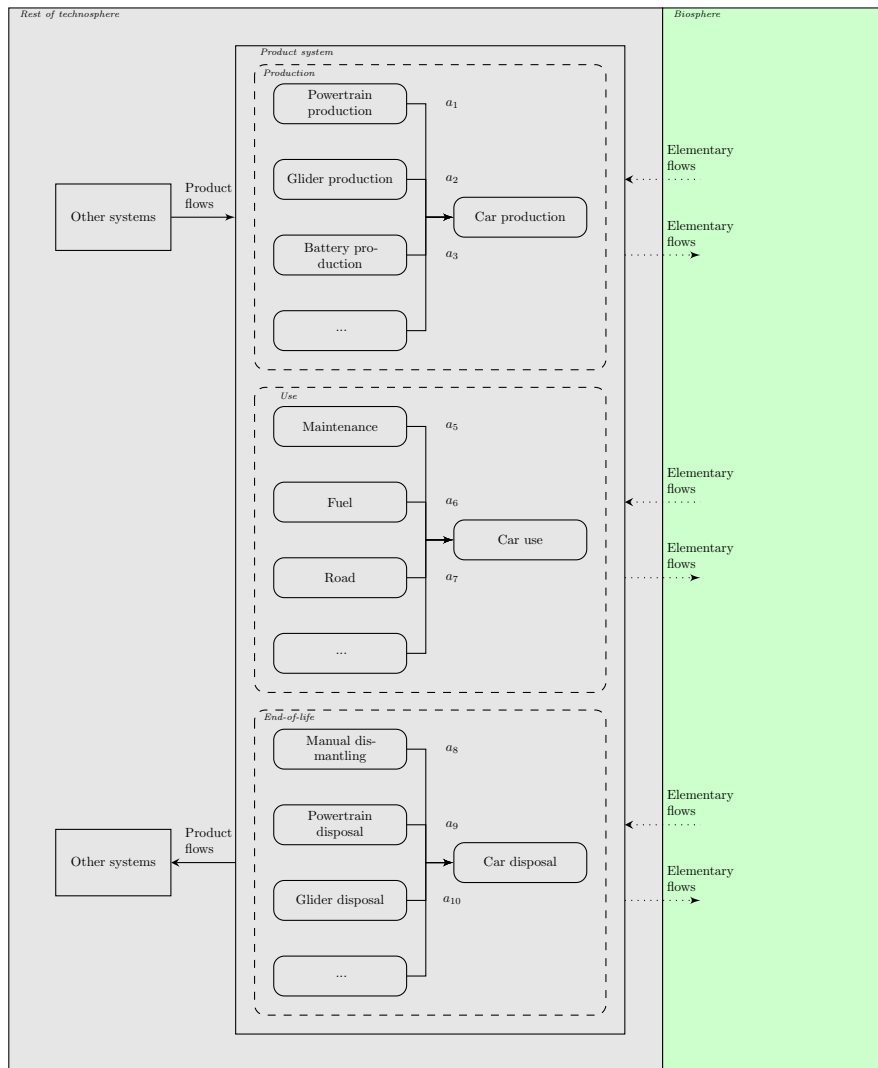 Rest of technosphere
Biosphere
Product system
Production
Powertrain
production
a1
Elementary
flows
Glider production
a2
Product
flows
Other systems
Car production
Elementary
flows
Battery pro-
duction
a3
...
Use
Maintenance
a5
Elementary
flows
Fuel
a6
Car use
Elementary
flows
Road
a7
...
End-of-life
Manual dis-
mantling
a8
Elementary
flows
Powertrain
disposal
a9
Product
flows
Other systems
Car disposal
Elementary
flows
Glider disposal
a10
...